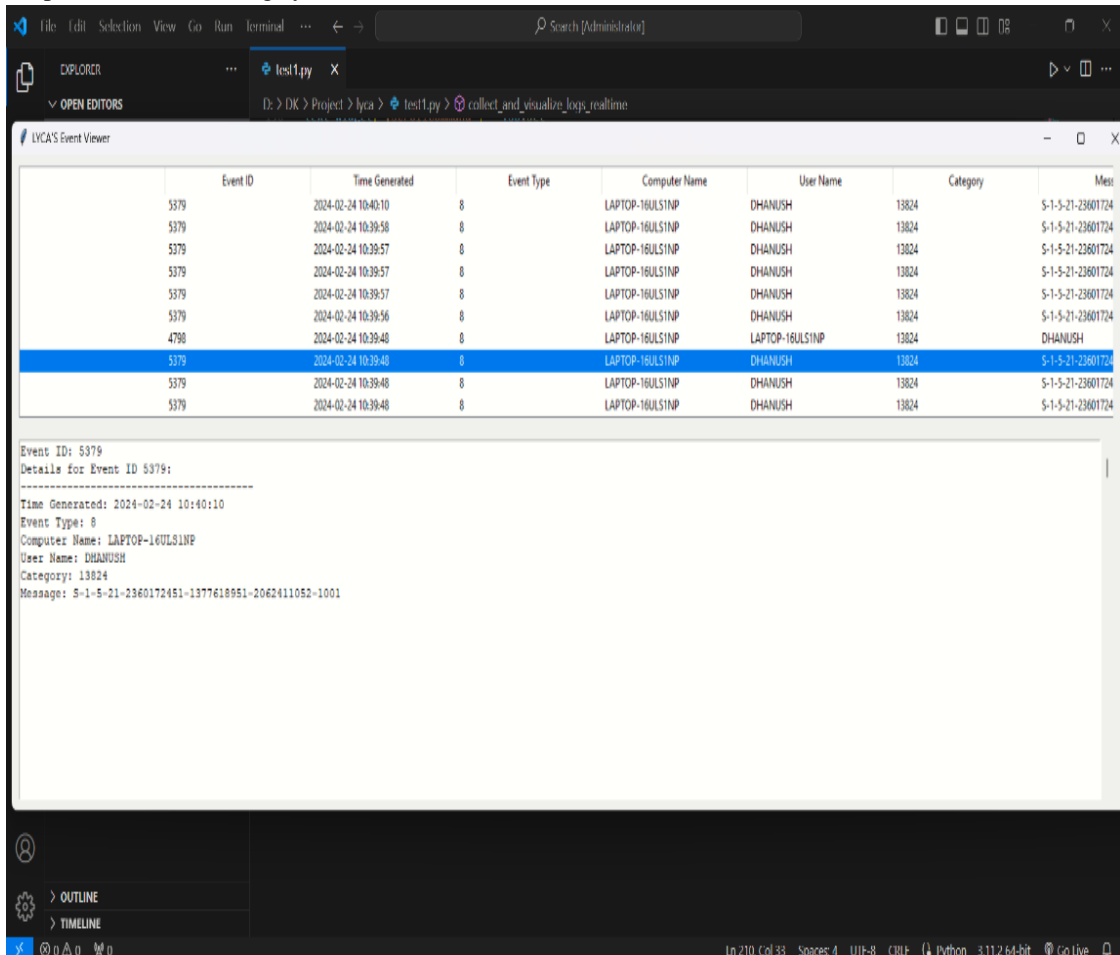 File Edit Selection View Go Run Terminal ... Search [Administrator]
EXPLORER ... test1.py X
OPEN EDITORS D: > DK > Project > lyca > test1.py > collect_and_visualize_logs_realtime
LYCA'S Event Viewer
Event ID Time Generated Event Type Computer Name User Name Category Mess
5379 2024-02-24 10:40:10 8 LAPTOP-16ULS1NP DHANUSH 13824 S-1-5-21-23601724
5379 2024-02-24 10:39:58 8 LAPTOP-16ULS1NP DHANUSH 13824 S-1-5-21-23601724
5379 2024-02-24 10:39:57 8 LAPTOP-16ULS1NP DHANUSH 13824 S-1-5-21-23601724
5379 2024-02-24 10:39:57 8 LAPTOP-16ULS1NP DHANUSH 13824 S-1-5-21-23601724
5379 2024-02-24 10:39:57 8 LAPTOP-16ULS1NP DHANUSH 13824 S-1-5-21-23601724
5379 2024-02-24 10:39:56 8 LAPTOP-16ULS1NP DHANUSH 13824 S-1-5-21-23601724
4798 2024-02-24 10:39:48 8 LAPTOP-16ULS1NP LAPTOP-16ULS1NP 13824 DHANUSH
5379 2024-02-24 10:39:48 8 LAPTOP-16ULS1NP DHANUSH 13824 S-1-5-21-23601724
5379 2024-02-24 10:39:48 8 LAPTOP-16ULS1NP DHANUSH 13824 S-1-5-21-23601724
5379 2024-02-24 10:39:48 8 LAPTOP-16ULS1NP DHANUSH 13824 S-1-5-21-23601724
Event ID: 5379
Details for Event ID 5379:
----------------------------------------
Time Generated: 2024-02-24 10:40:10
Event Type: 8
Computer Name: LAPTOP-16ULS1NP
User Name: DHANUSH
Category: 13824
Message: S-1-5-21-2360172451-1377618951-2062411052-1001
OUTLINE
TIMELINE
0 0 0 Ln 210, Col 33 Spaces: 4 UTF-8 CRLF Python 3.11.2 64-bit Go Live